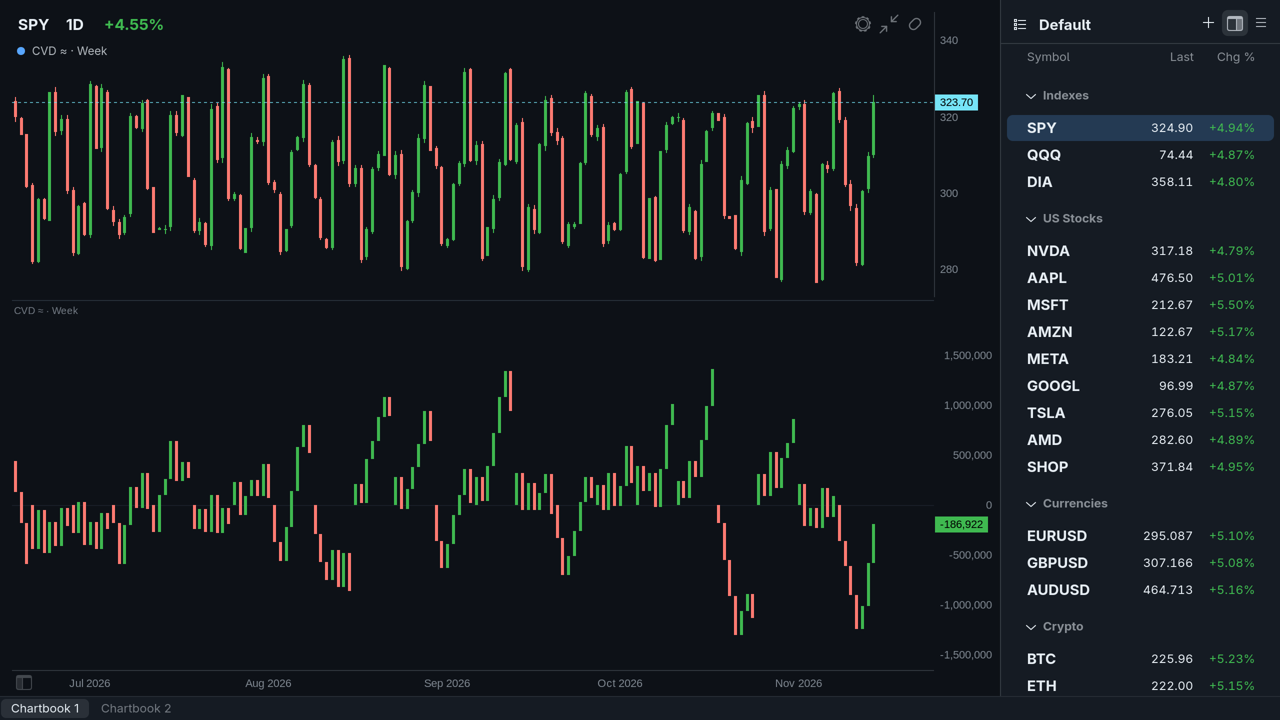 SPY 1D +4.55%
CVD ≈ · Week
340
323.70
320
300
280
CVD ≈ · Week
1,500,000
1,000,000
500,000
0
-186,922
-500,000
-1,000,000
-1,500,000
Jul 2026 Aug 2026 Sep 2026 Oct 2026 Nov 2026
Chartbook 1 Chartbook 2
Default
Symbol Last Chg %
Indexes
SPY 324.90 +4.94%
QQQ 74.44 +4.87%
DIA 358.11 +4.80%
US Stocks
NVDA 317.18 +4.79%
AAPL 476.50 +5.01%
MSFT 212.67 +5.50%
AMZN 122.67 +5.17%
META 183.21 +4.84%
GOOGL 96.99 +4.87%
TSLA 276.05 +5.15%
AMD 282.60 +4.89%
SHOP 371.84 +4.95%
Currencies
EURUSD 295.087 +5.10%
GBPUSD 307.166 +5.08%
AUDUSD 464.713 +5.16%
Crypto
BTC 225.96 +5.23%
ETH 222.00 +5.15%